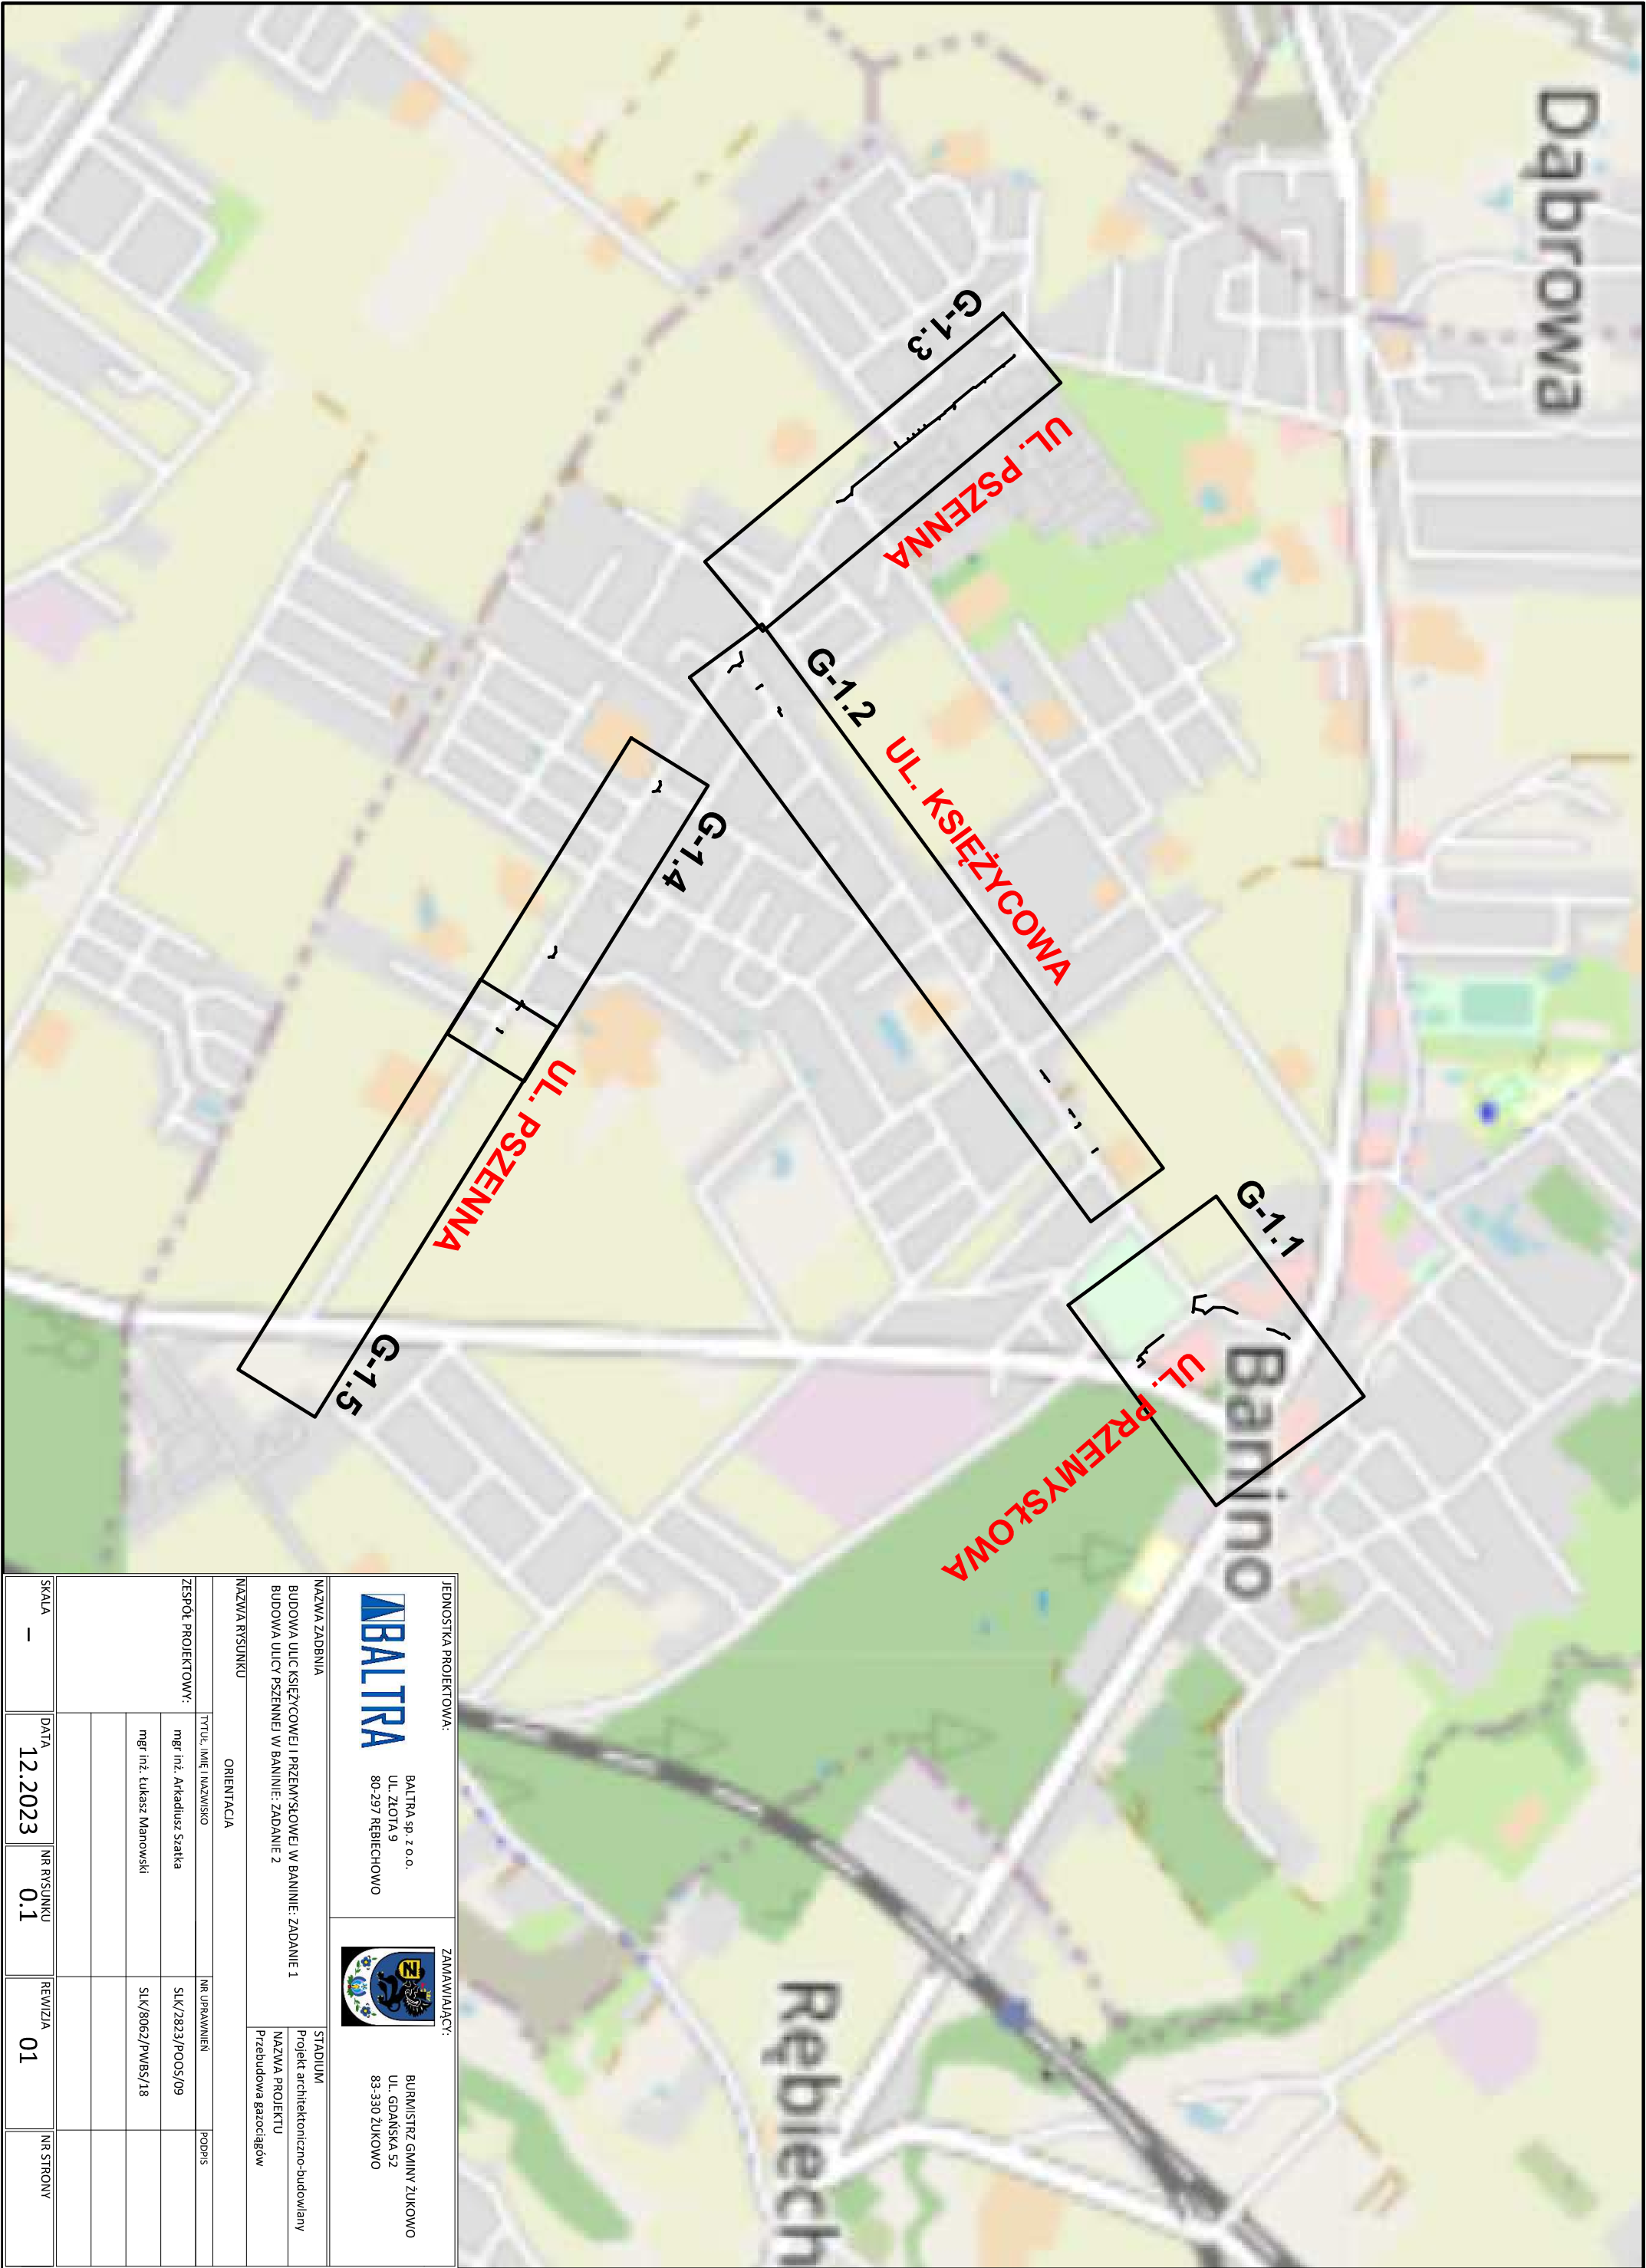 Dąbrowa
G-1.3
UL. PSZENNA
G-1.2 UL. KSIĘŻYCOWA
G-1.4
UL. PSZENNA
G-1.5
G-1.1
Banino
UL. PRZEMYSŁOWA
Rębiech
JEDNOSTKA PROJEKTOWA:
BALTRA
BALTRA sp. z o.o.
UL. ZŁOTA 9
80-297 RĘBIECHOWO
ZAMAWIAJĄCY:
BURMISTRZ GMINY ŻUKOWO
UL. GDAŃSKA 52
83-330 ŻUKOWO
NAZWA ZADBNIA
BUDOWA ULIC KSIĘŻYCOWEJ I PRZEMYSŁOWEJ W BANINIE: ZADANIE 1
BUDOWA ULICY PSZENNEJ W BANINIE: ZADANIE 2
STADIUM
Projekt architektoniczno-budowlany
NAZWA PROJEKTU
Przebudowa gazociągów
NAZWA RYSUNKU
ORIENTACJA
TYTUŁ, IMIĘ I NAZWISKO
NR UPRAWNIEŃ
PODPIS
ZESPÓŁ PROJEKTOWY:
mgr inż. Arkadiusz Szatka
SLK/2823/POOS/09
mgr inż. Łukasz Manowski
SLK/8062/PWBS/18
SKALA
–
DATA
12.2023
NR RYSUNKU
0.1
REWIZJA
01
NR STRONY